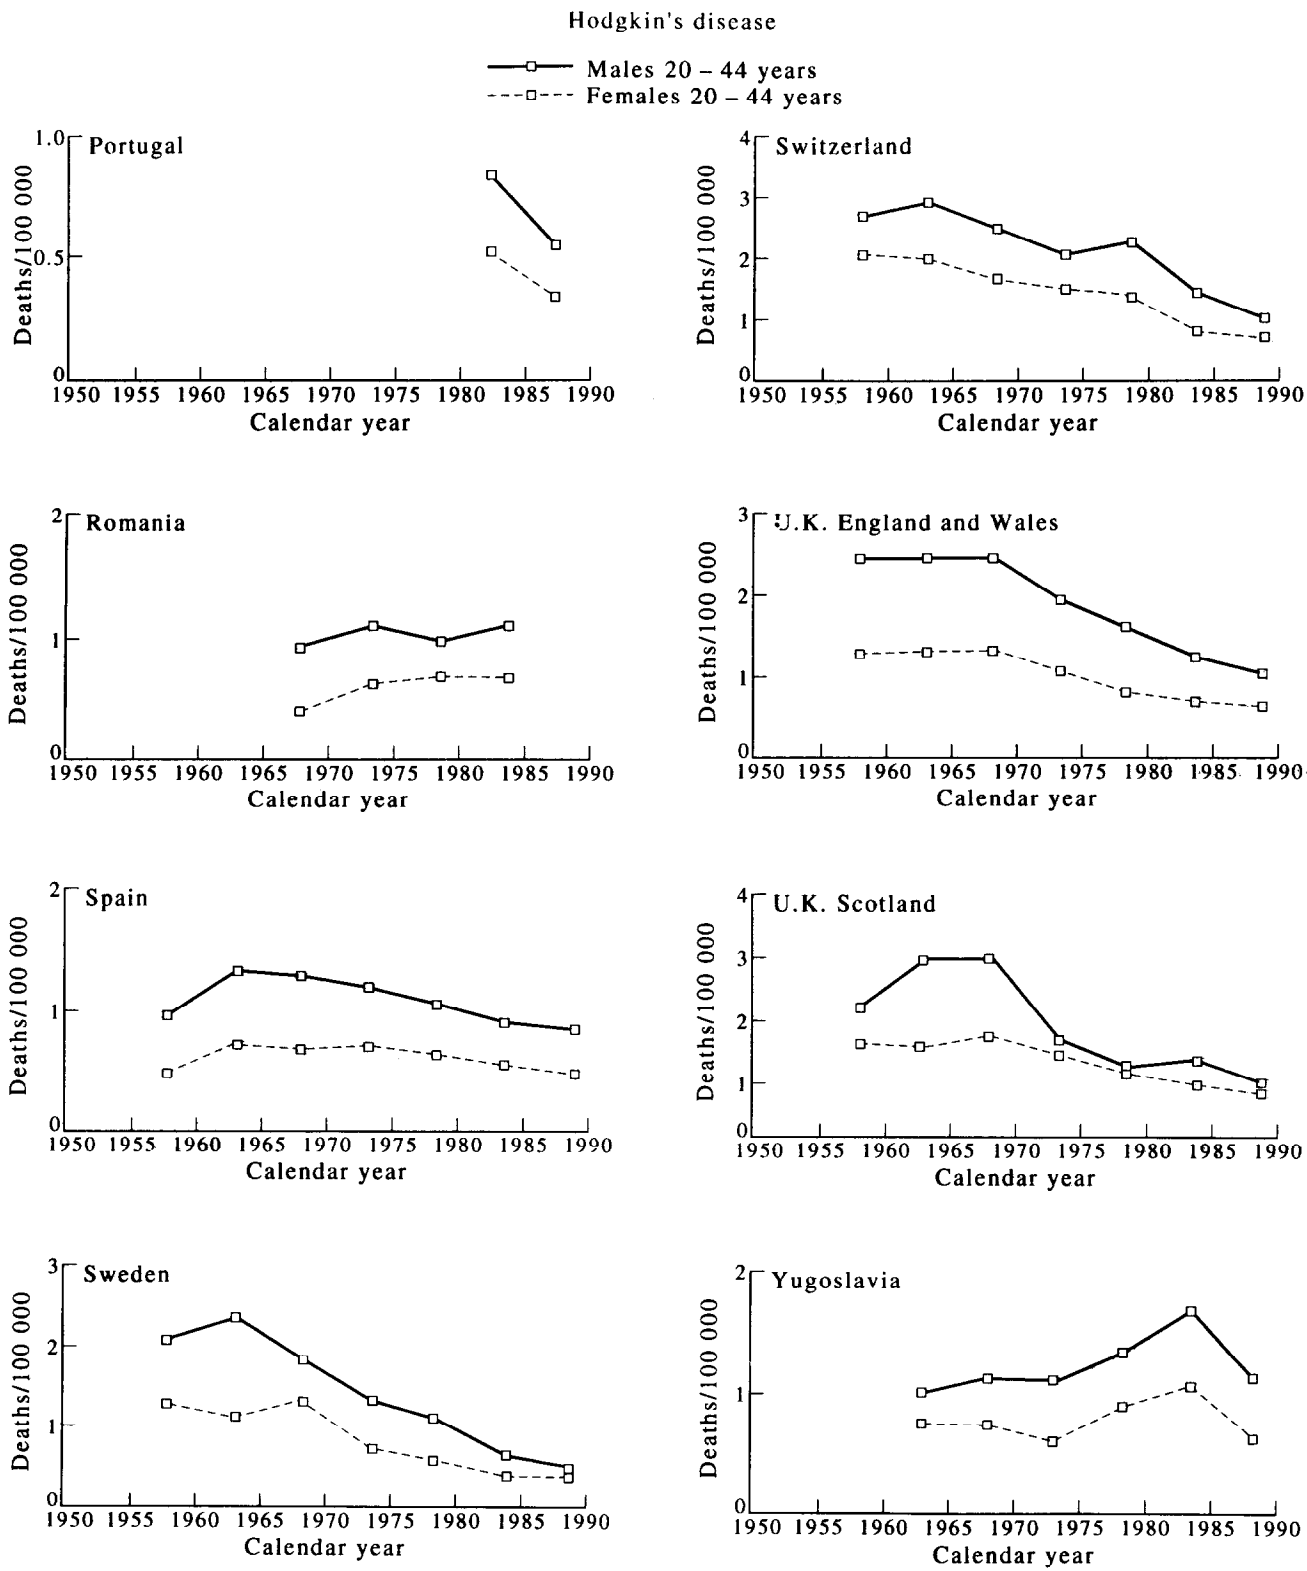 Hodgkin's disease
Males 20 – 44 years
Females 20 – 44 years
Portugal
Deaths/100 000
1.0
0.5
0
1950 1955 1960 1965 1970 1975 1980 1985 1990
Calendar year
Switzerland
Deaths/100 000
4
3
2
1
0
1950 1955 1960 1965 1970 1975 1980 1985 1990
Calendar year
Romania
Deaths/100 000
2
1
0
1950 1955 1960 1965 1970 1975 1980 1985 1990
Calendar year
U.K. England and Wales
Deaths/100 000
3
2
1
0
1950 1955 1960 1965 1970 1975 1980 1985 1990
Calendar year
Spain
Deaths/100 000
2
1
0
1950 1955 1960 1965 1970 1975 1980 1985 1990
Calendar year
U.K. Scotland
Deaths/100 000
4
3
2
1
0
1950 1955 1960 1965 1970 1975 1980 1985 1990
Calendar year
Sweden
Deaths/100 000
3
2
1
0
1950 1955 1960 1965 1970 1975 1980 1985 1990
Calendar year
Yugoslavia
Deaths/100 000
2
1
0
1950 1955 1960 1965 1970 1975 1980 1985 1990
Calendar year